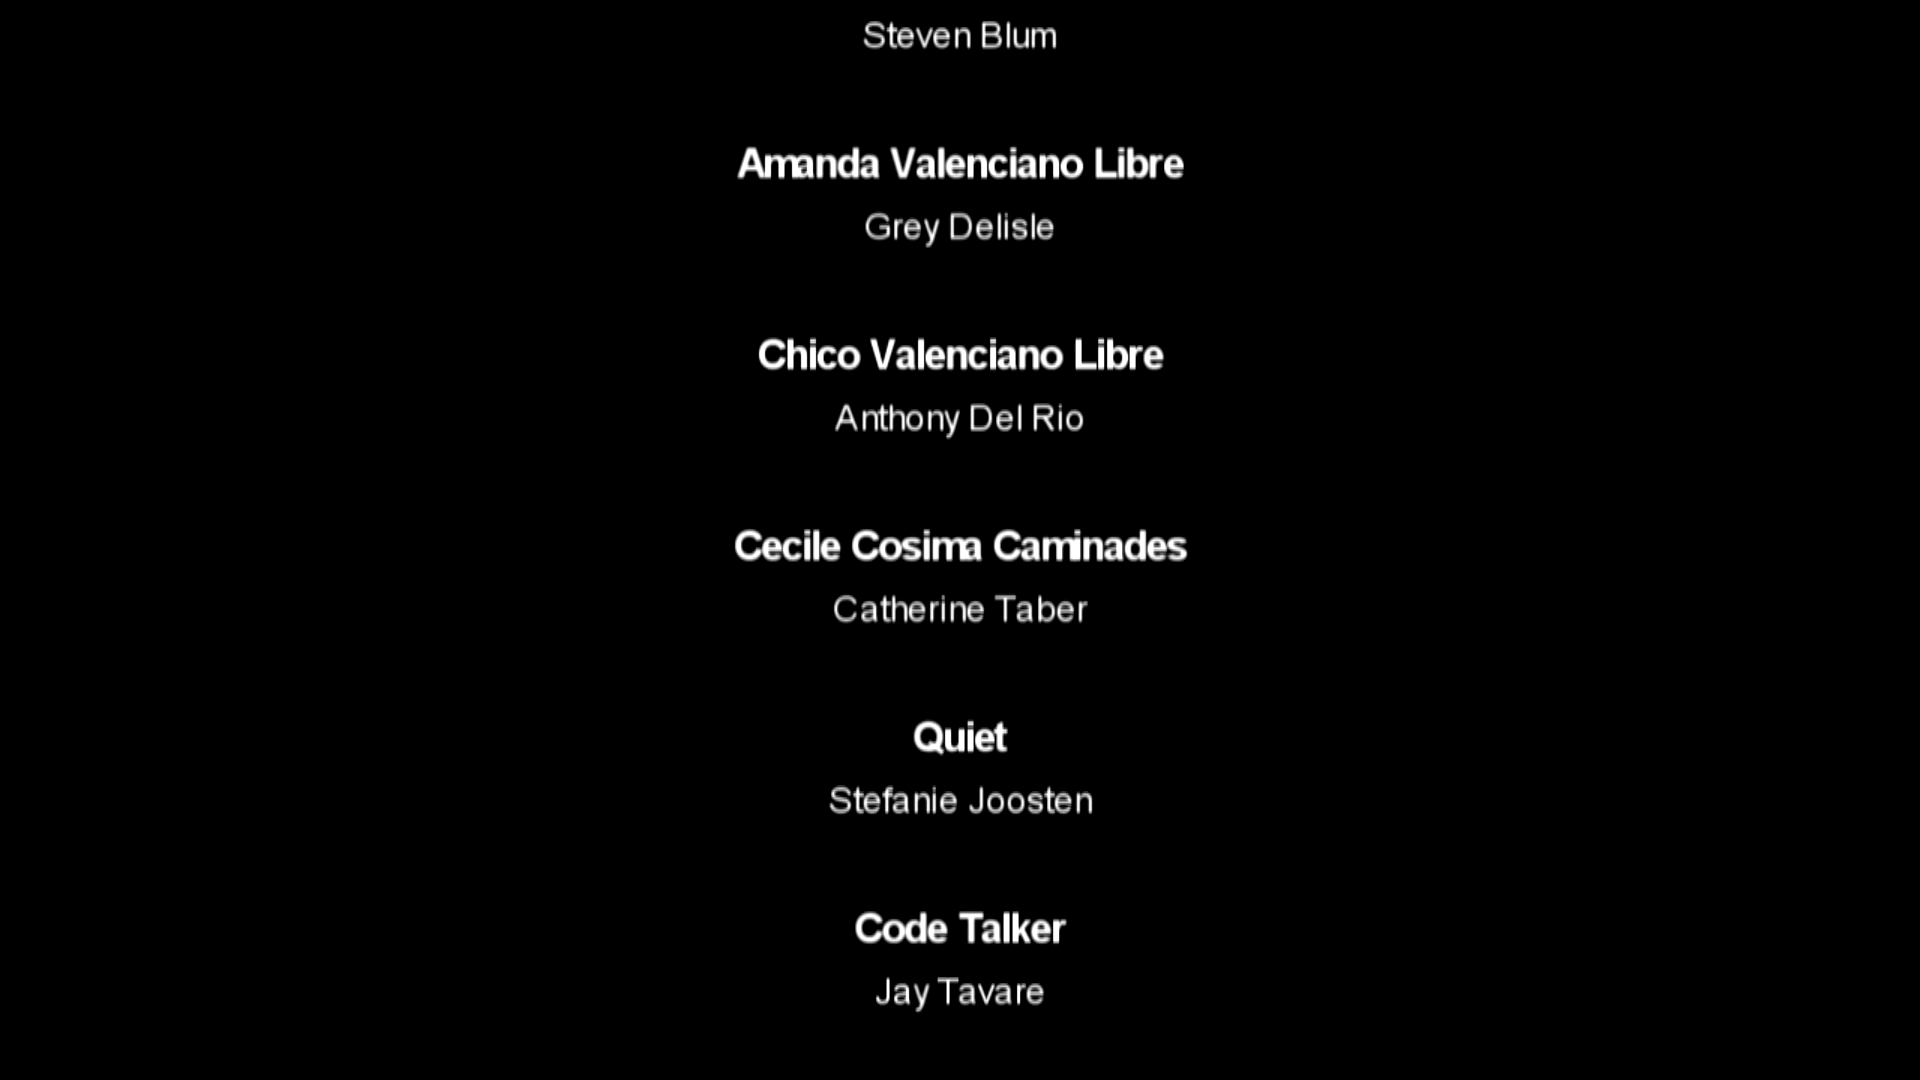 Steven Blum
Amanda Valenciano Libre
Grey Delisle
Chico Valenciano Libre
Anthony Del Rio
Cecile Cosima Caminades
Catherine Taber
Quiet
Stefanie Joosten
Code Talker
Jay Tavare